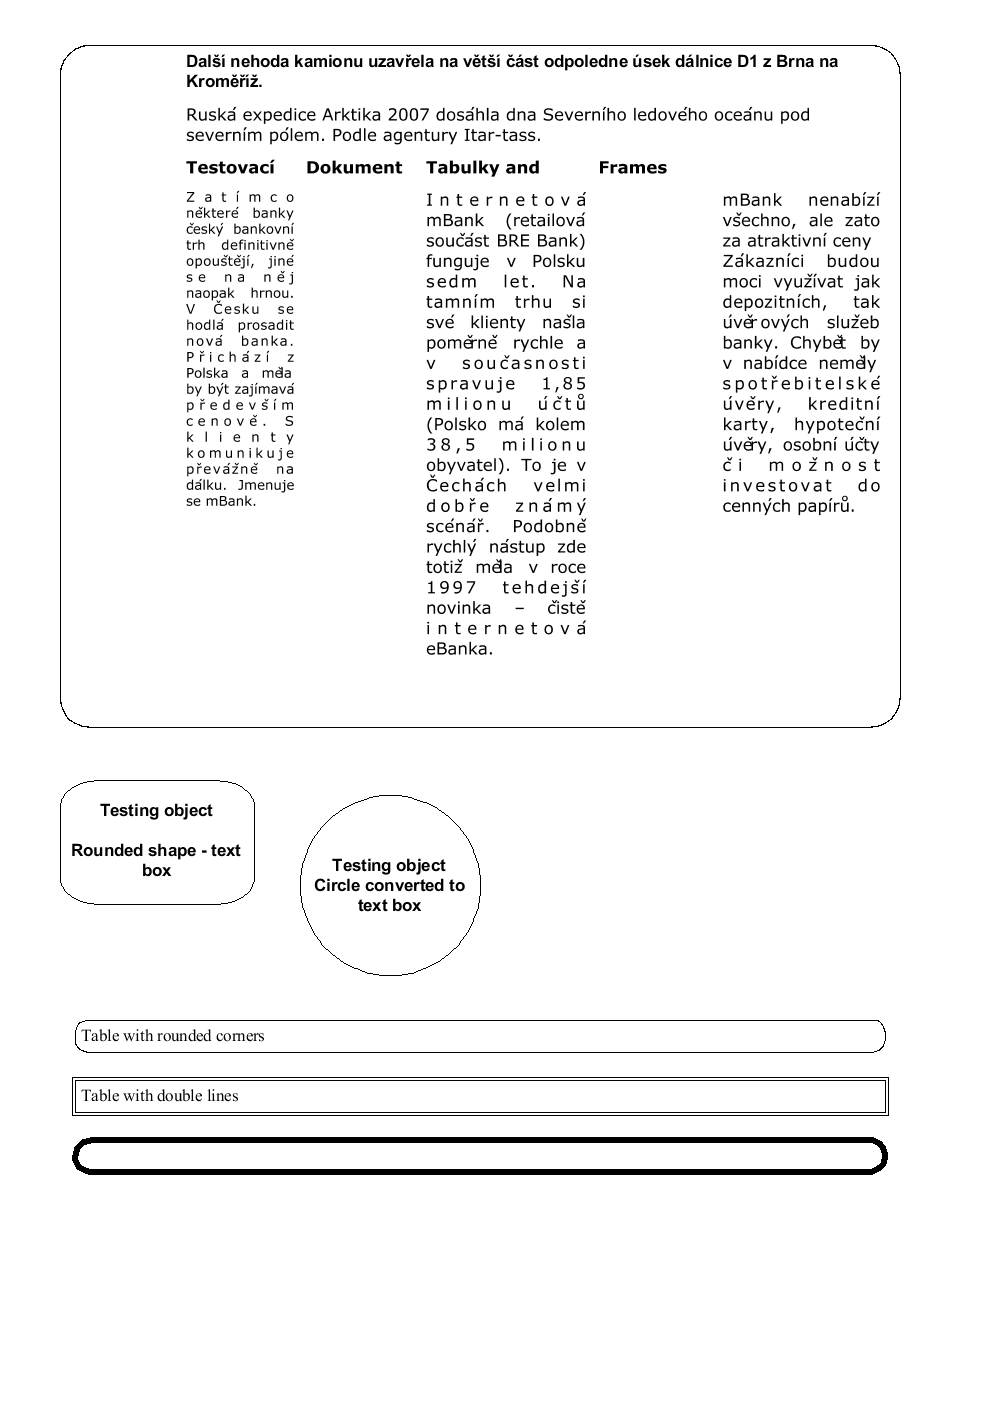 Další nehoda kamionu uzavřela na větší část odpoledne úsek dálnice D1 z Brna na
Kroměříž.
Ruská expedice Arktika 2007 dosáhla dna Severního ledového oceánu pod
severním pólem. Podle agentury Itar-tass.
Testovací Dokument Tabulky and Frames
Zatímco
některé banky
český bankovní
trh definitivně
opouštějí, jiné
se na něj
naopak hrnou.
V Česku se
hodlá prosadit
nová banka.
Přichází z
Polska a měla
by být zajímavá
především
cenově. S
klienty
komunikuje
převážně na
dálku. Jmenuje
se mBank.
Internetová
mBank (retailová
součást BRE Bank)
funguje v Polsku
sedm let. Na
tamním trhu si
své klienty našla
poměrně rychle a
v současnosti
spravuje 1,85
milionu účtů
(Polsko má kolem
38,5 milionu
obyvatel). To je v
Čechách velmi
dobře známý
scénář. Podobně
rychlý nástup zde
totiž měla v roce
1997 tehdejší
novinka – čistě
internetová
eBanka.
mBank nenabízí
všechno, ale zato
za atraktivní ceny
Zákazníci budou
moci využívat jak
depozitních, tak
úvěrových služeb
banky. Chybět by
v nabídce neměly
spotřebitelské
úvěry, kreditní
karty, hypoteční
úvěry, osobní účty
či možnost
investovat do
cenných papírů.
Testing object
Rounded shape - text
box
Testing object
Circle converted to
text box
Table with rounded corners
Table with double lines